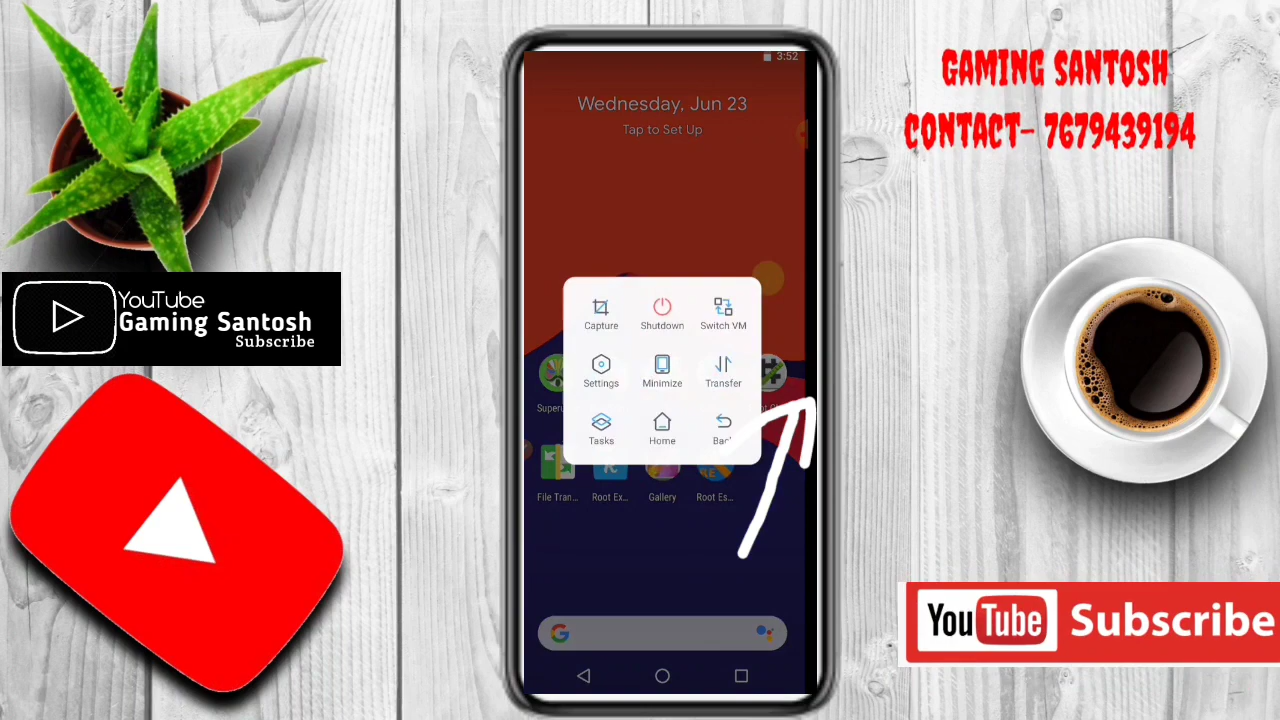 GAMING SANTOSH
CONTACT- 7679439194
YouTube
Gaming Santosh
Subscribe
3:52
Wednesday, Jun 23
Tap to Set Up
Capture
Shutdown
Switch VM
Settings
Minimize
Transfer
Tasks
Home
File Tran...
Root Ex...
Gallery
Root Es...
YouTube Subscribe